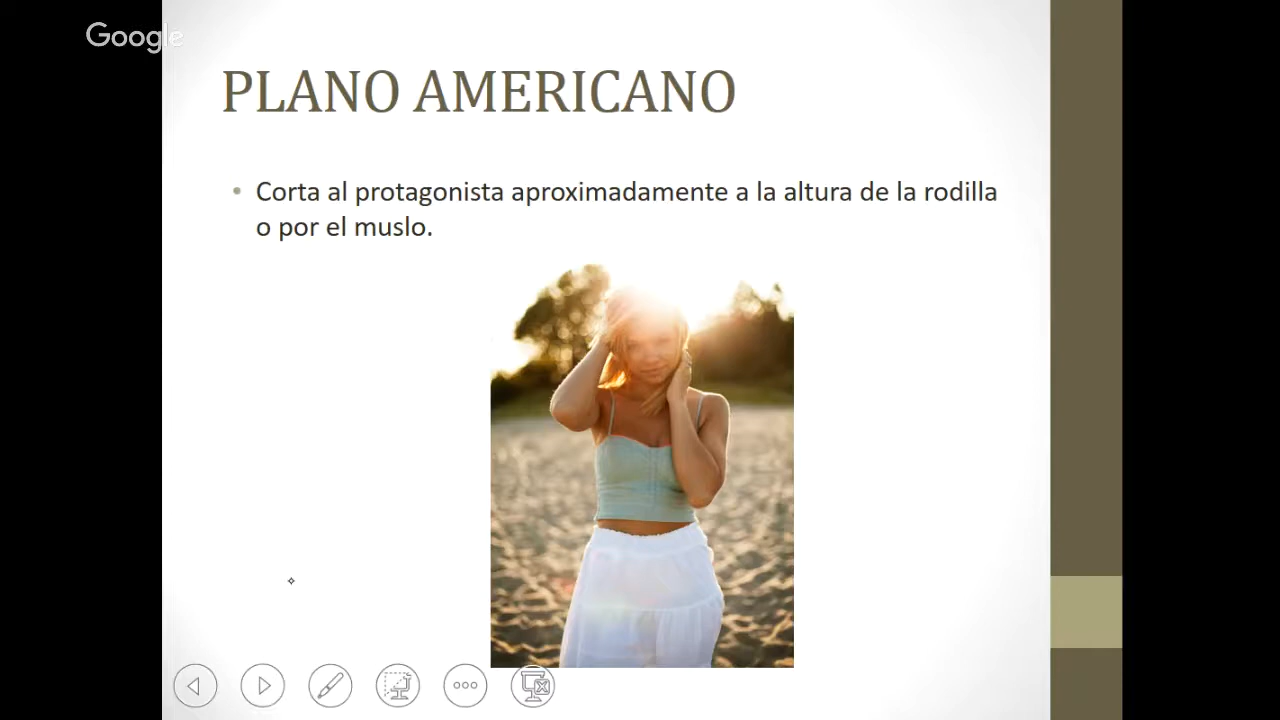 Google
PLANO AMERICANO
• Corta al protagonista aproximadamente a la altura de la rodilla
o por el muslo.